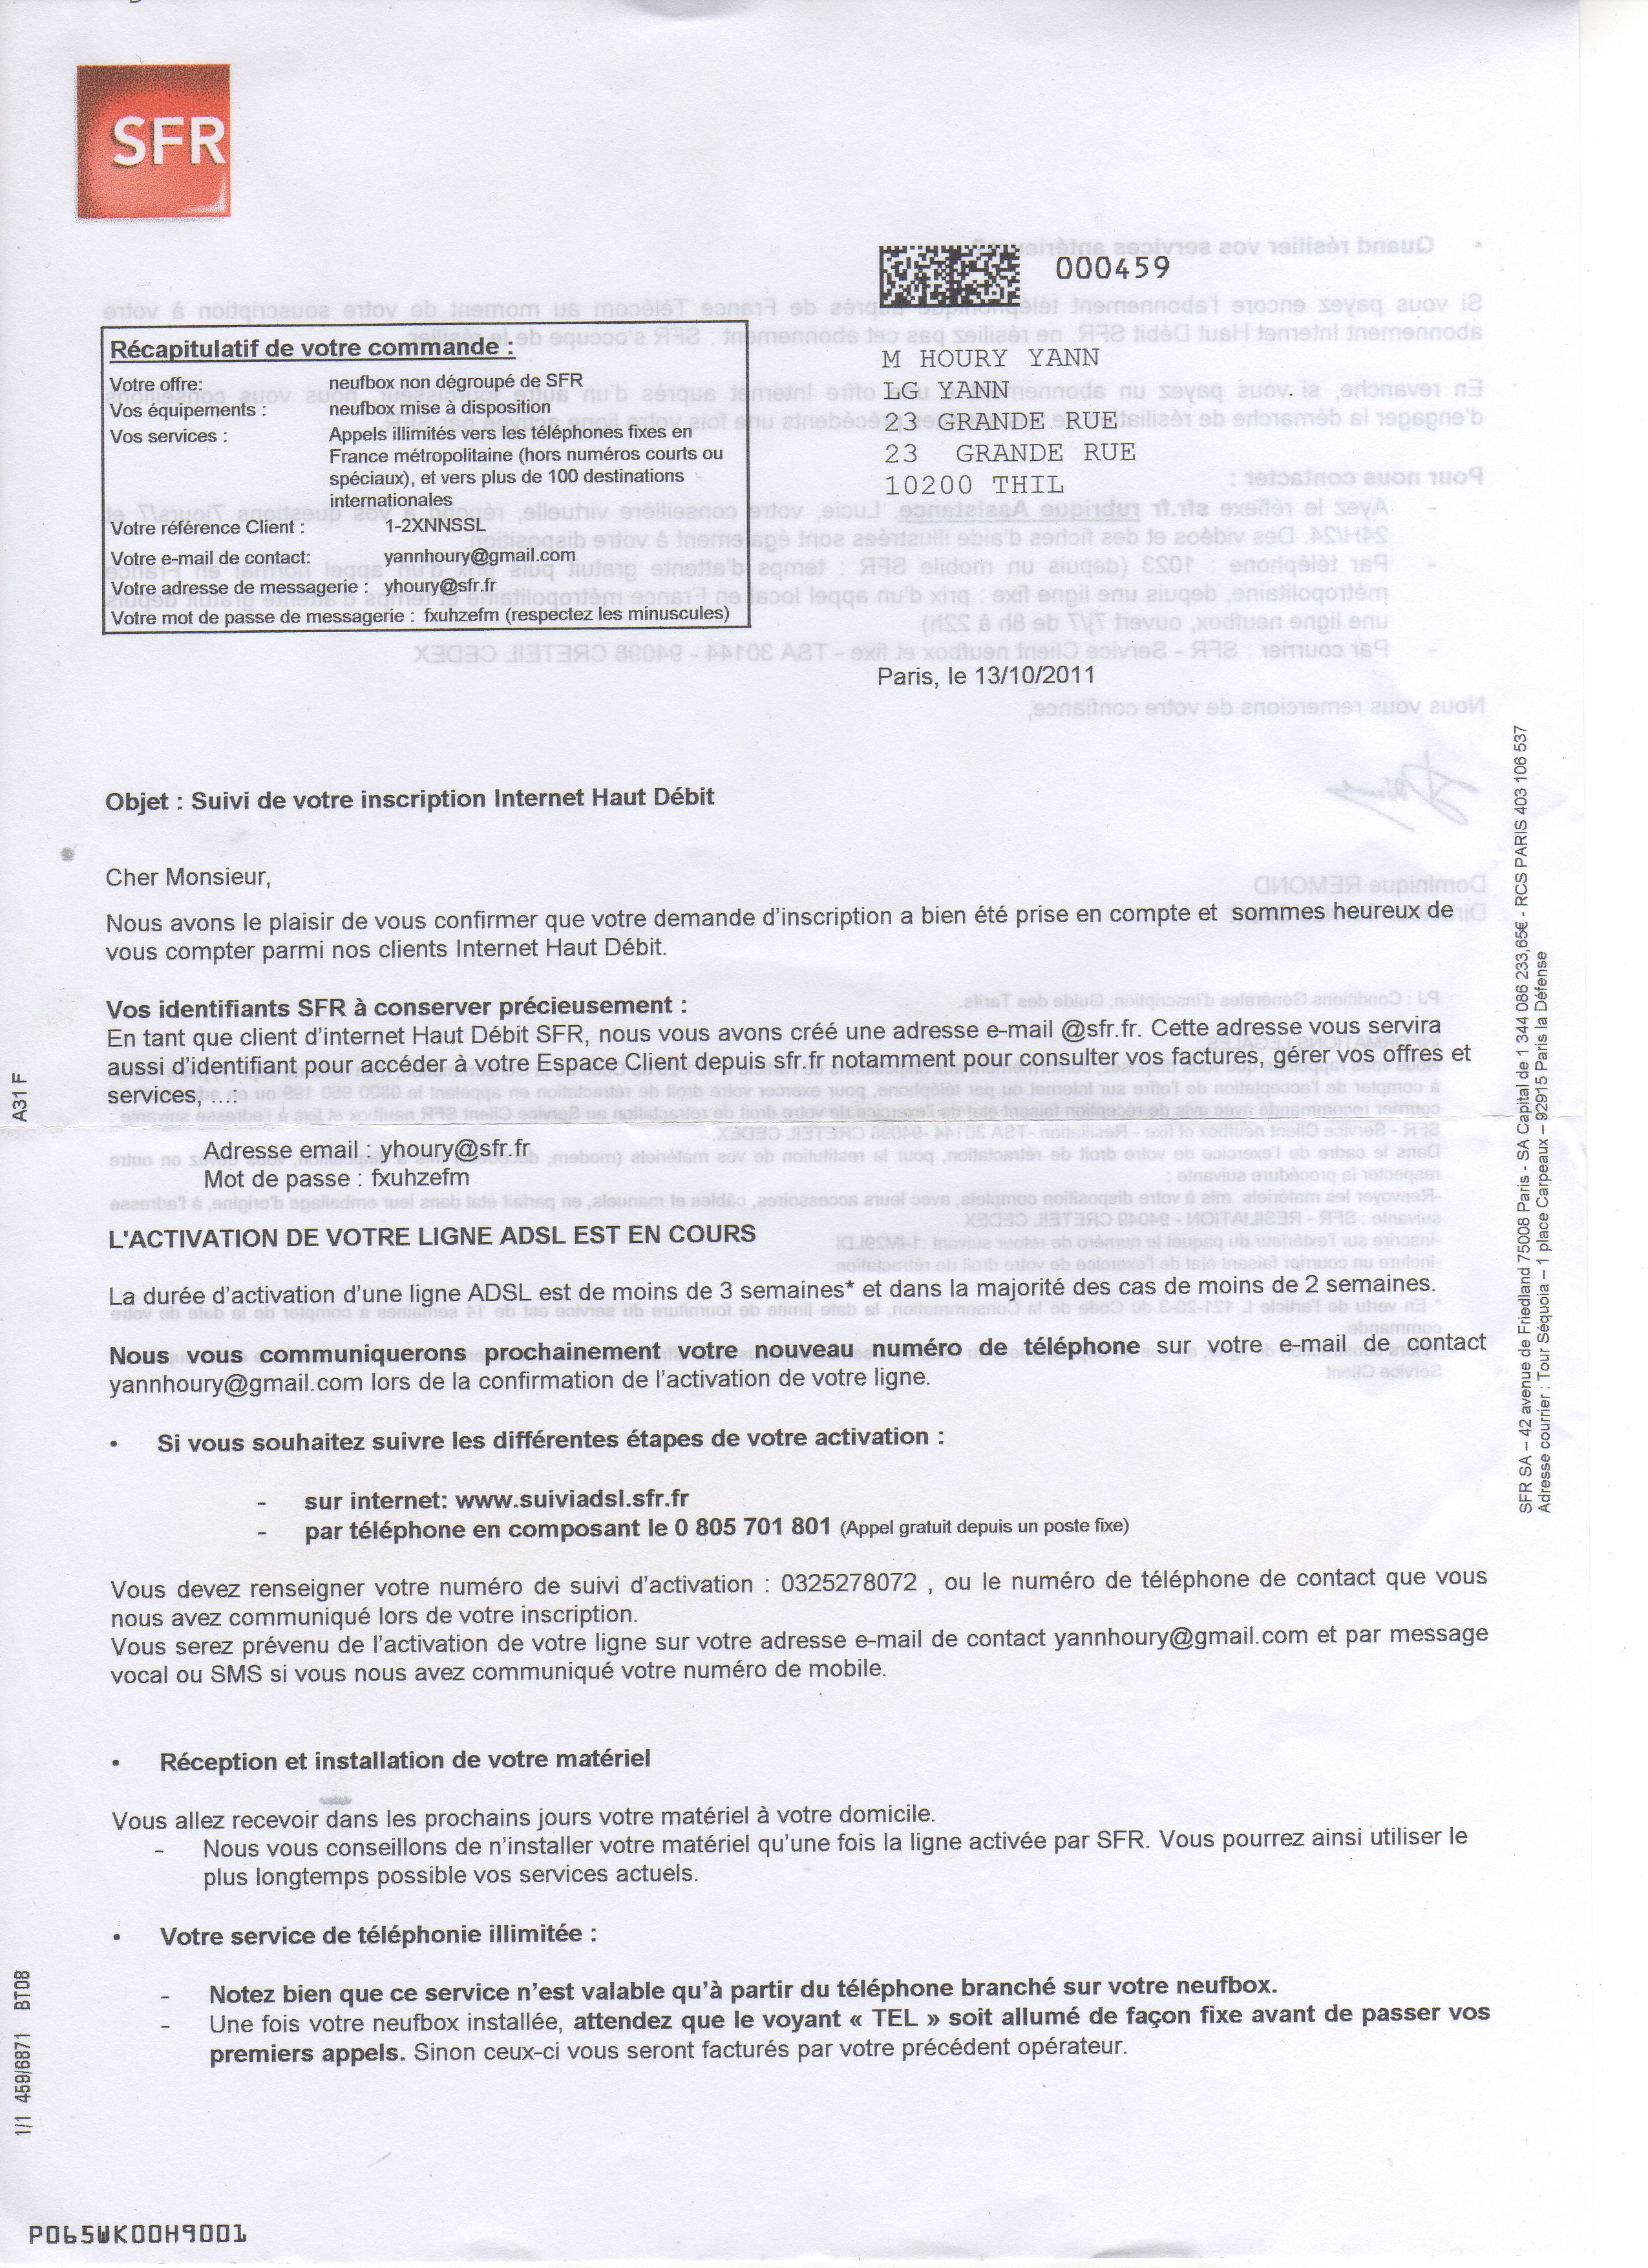 SFR
000459
Récapitulatif de votre commande :
Votre offre: neufbox non dégroupé de SFR
Vos équipements : neufbox mise à disposition
Vos services : Appels illimités vers les téléphones fixes en
France métropolitaine (hors numéros courts ou
spéciaux), et vers plus de 100 destinations
internationales
Votre référence Client : 1-2XNNSSL
Votre e-mail de contact: yannhoury@gmail.com
Votre adresse de messagerie : yhoury@sfr.fr
Votre mot de passe de messagerie : fxuhzefm (respectez les minuscules)
M HOURY YANN
LG YANN
23 GRANDE RUE
23 GRANDE RUE
10200 THIL
Paris, le 13/10/2011
Objet : Suivi de votre inscription Internet Haut Débit
Cher Monsieur,
Nous avons le plaisir de vous confirmer que votre demande d'inscription a bien été prise en compte et sommes heureux de
vous compter parmi nos clients Internet Haut Débit.
Vos identifiants SFR à conserver précieusement :
En tant que client d'internet Haut Débit SFR, nous vous avons créé une adresse e-mail @sfr.fr. Cette adresse vous servira
aussi d'identifiant pour accéder à votre Espace Client depuis sfr.fr notamment pour consulter vos factures, gérer vos offres et
services, ...:
Adresse email : yhoury@sfr.fr
Mot de passe : fxuhzefm
L'ACTIVATION DE VOTRE LIGNE ADSL EST EN COURS
La durée d'activation d'une ligne ADSL est de moins de 3 semaines* et dans la majorité des cas de moins de 2 semaines.
Nous vous communiquerons prochainement votre nouveau numéro de téléphone sur votre e-mail de contact
yannhoury@gmail.com lors de la confirmation de l'activation de votre ligne.
• Si vous souhaitez suivre les différentes étapes de votre activation :
- sur internet: www.suiviadsl.sfr.fr
- par téléphone en composant le 0 805 701 801 (Appel gratuit depuis un poste fixe)
Vous devez renseigner votre numéro de suivi d'activation : 0325278072 , ou le numéro de téléphone de contact que vous
nous avez communiqué lors de votre inscription.
Vous serez prévenu de l'activation de votre ligne sur votre adresse e-mail de contact yannhoury@gmail.com et par message
vocal ou SMS si vous nous avez communiqué votre numéro de mobile.
• Réception et installation de votre matériel
Vous allez recevoir dans les prochains jours votre matériel à votre domicile.
- Nous vous conseillons de n'installer votre matériel qu'une fois la ligne activée par SFR. Vous pourrez ainsi utiliser le
plus longtemps possible vos services actuels.
• Votre service de téléphonie illimitée :
- Notez bien que ce service n'est valable qu'à partir du téléphone branché sur votre neufbox.
- Une fois votre neufbox installée, attendez que le voyant « TEL » soit allumé de façon fixe avant de passer vos
premiers appels. Sinon ceux-ci vous seront facturés par votre précédent opérateur.
SFR SA – 42 avenue de Friedland 75008 Paris - SA Capital de 1 344 086 233,65€ - RCS PARIS 403 106 537
Adresse courrier : Tour Séquoia – 1 place Carpeaux – 92915 Paris la Défense
A31 F
1/1 459/6871 BT08
P065WK00H9001